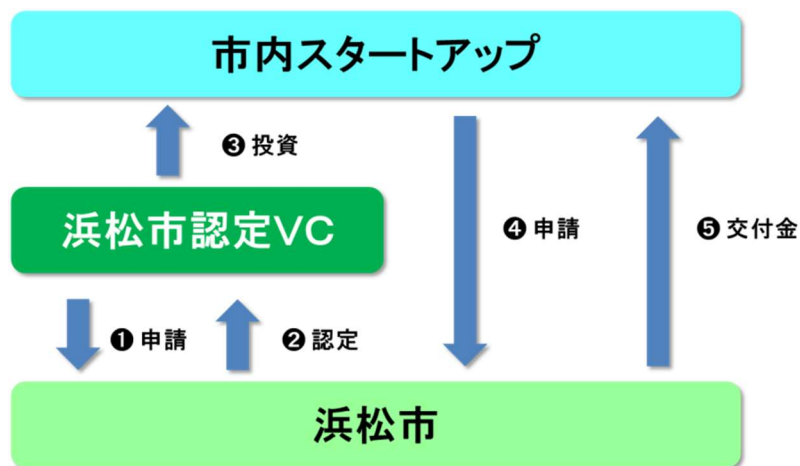 市内スタートアップ
❸ 投資
浜松市認定VC
❹ 申請
❺ 交付金
❶ 申請
❷ 認定
浜松市